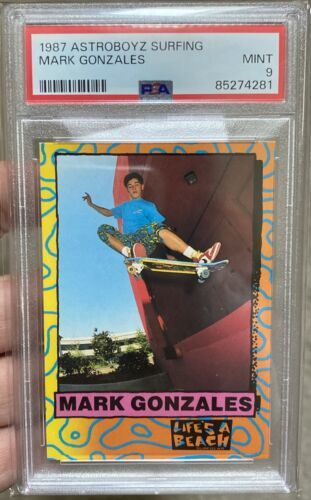 1987 ASTROBOYZ SURFING
MARK GONZALES
MINT
9
PSA
85274281
MARK GONZALES
LIFE'S A
BEACH